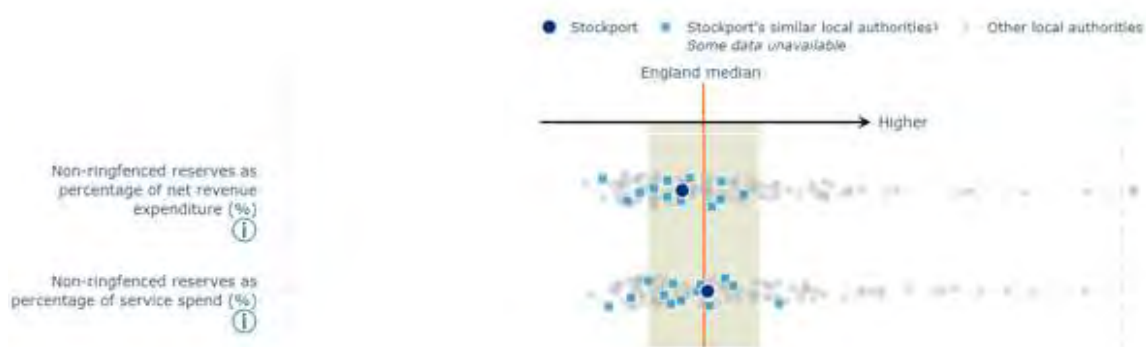 Stockport
Stockport's similar local authorities¹
Other local authorities
Some data unavailable
England median
Higher
Non-ringfenced reserves as
percentage of net revenue
expenditure (%)
i
Non-ringfenced reserves as
percentage of service spend (%)
i